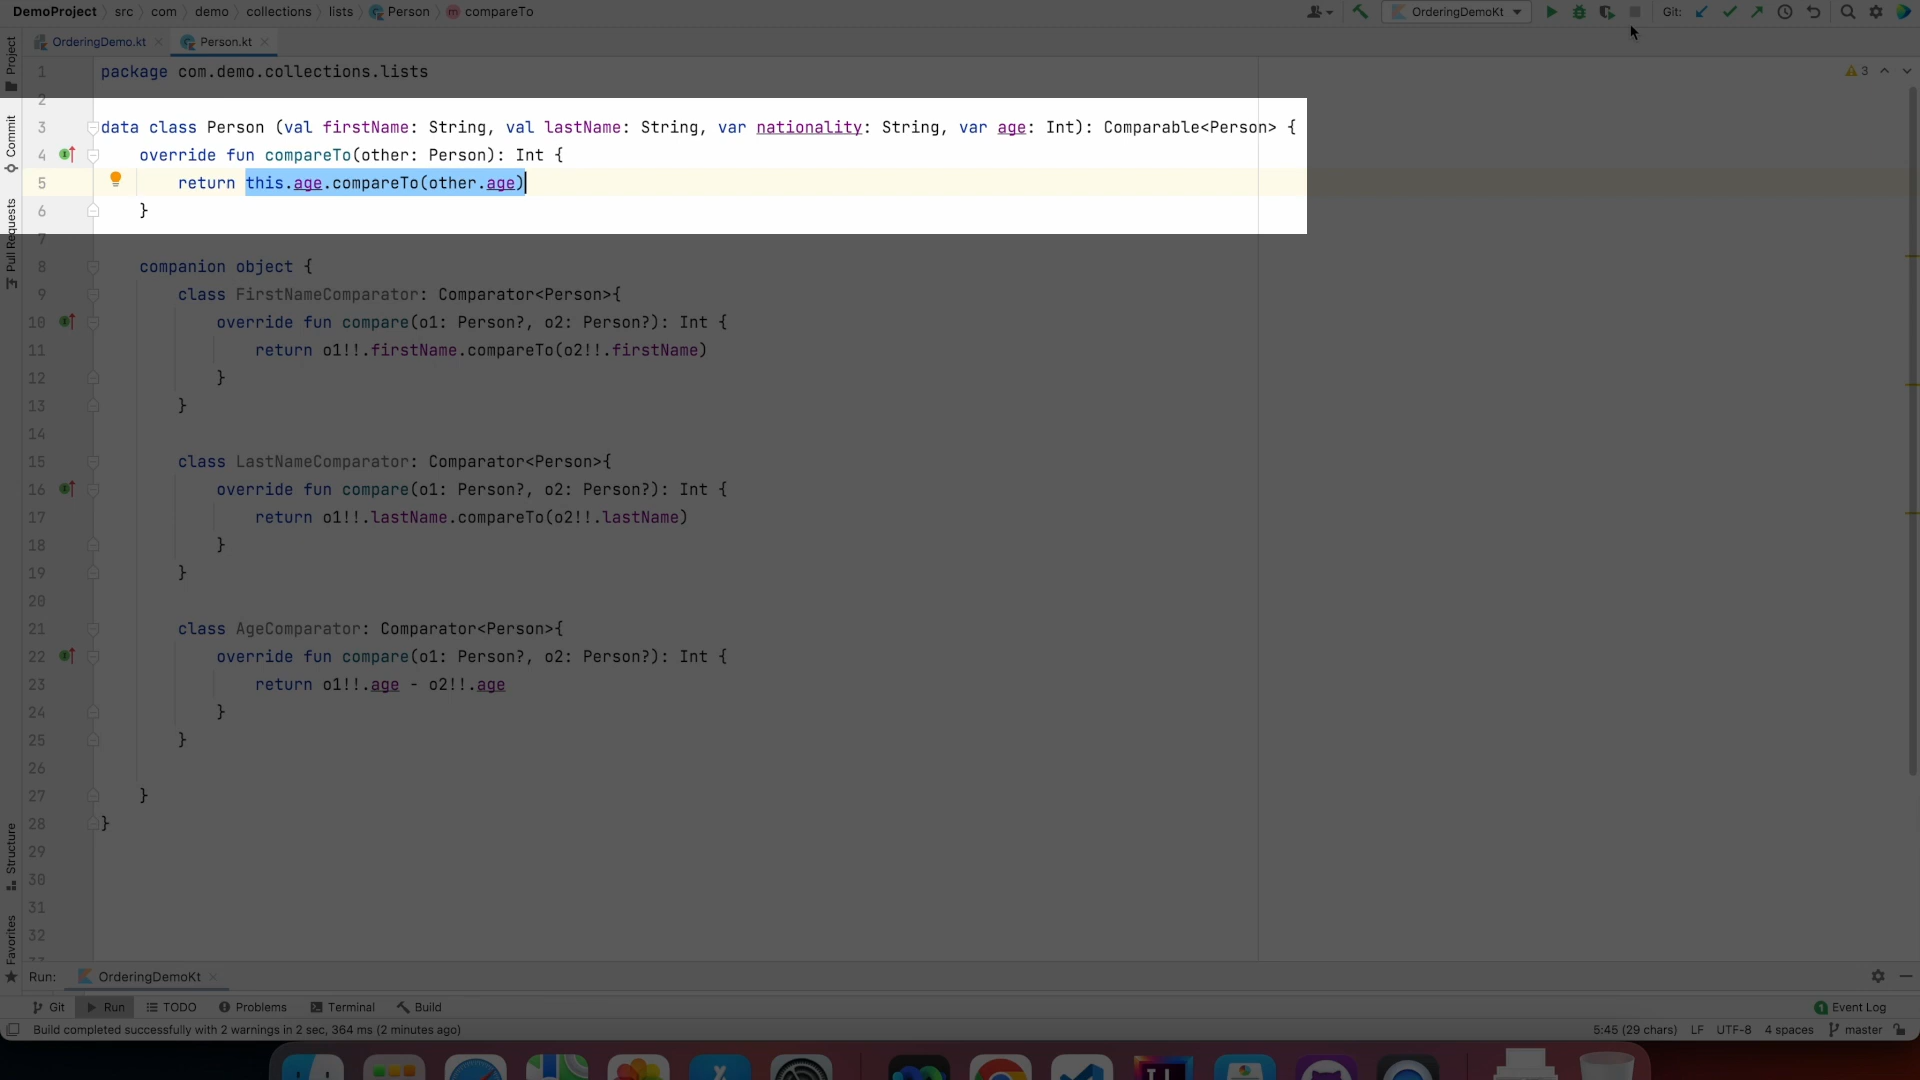 DemoProject src com demo collections lists Person compareTo OrderingDemoKt Git:
OrderingDemo.kt Person.kt
Project
Commit
Pull Requests
Structure
Favorites
3
1 package com.demo.collections.lists
2
3 data class Person (val firstName: String, val lastName: String, var nationality: String, var age: Int): Comparable<Person> {
4 override fun compareTo(other: Person): Int {
5 return this.age.compareTo(other.age)
6 }
7
8 companion object {
9 class FirstNameComparator: Comparator<Person>{
10 override fun compare(o1: Person?, o2: Person?): Int {
11 return o1!!.firstName.compareTo(o2!!.firstName)
12 }
13 }
14
15 class LastNameComparator: Comparator<Person>{
16 override fun compare(o1: Person?, o2: Person?): Int {
17 return o1!!.lastName.compareTo(o2!!.lastName)
18 }
19 }
20
21 class AgeComparator: Comparator<Person>{
22 override fun compare(o1: Person?, o2: Person?): Int {
23 return o1!!.age - o2!!.age
24 }
25 }
26
27 }
28 }
29
30
31
32
Run: OrderingDemoKt
Git Run TODO Problems Terminal Build 1 Event Log
Build completed successfully with 2 warnings in 2 sec, 364 ms (2 minutes ago) 5:45 (29 chars) LF UTF-8 4 spaces master